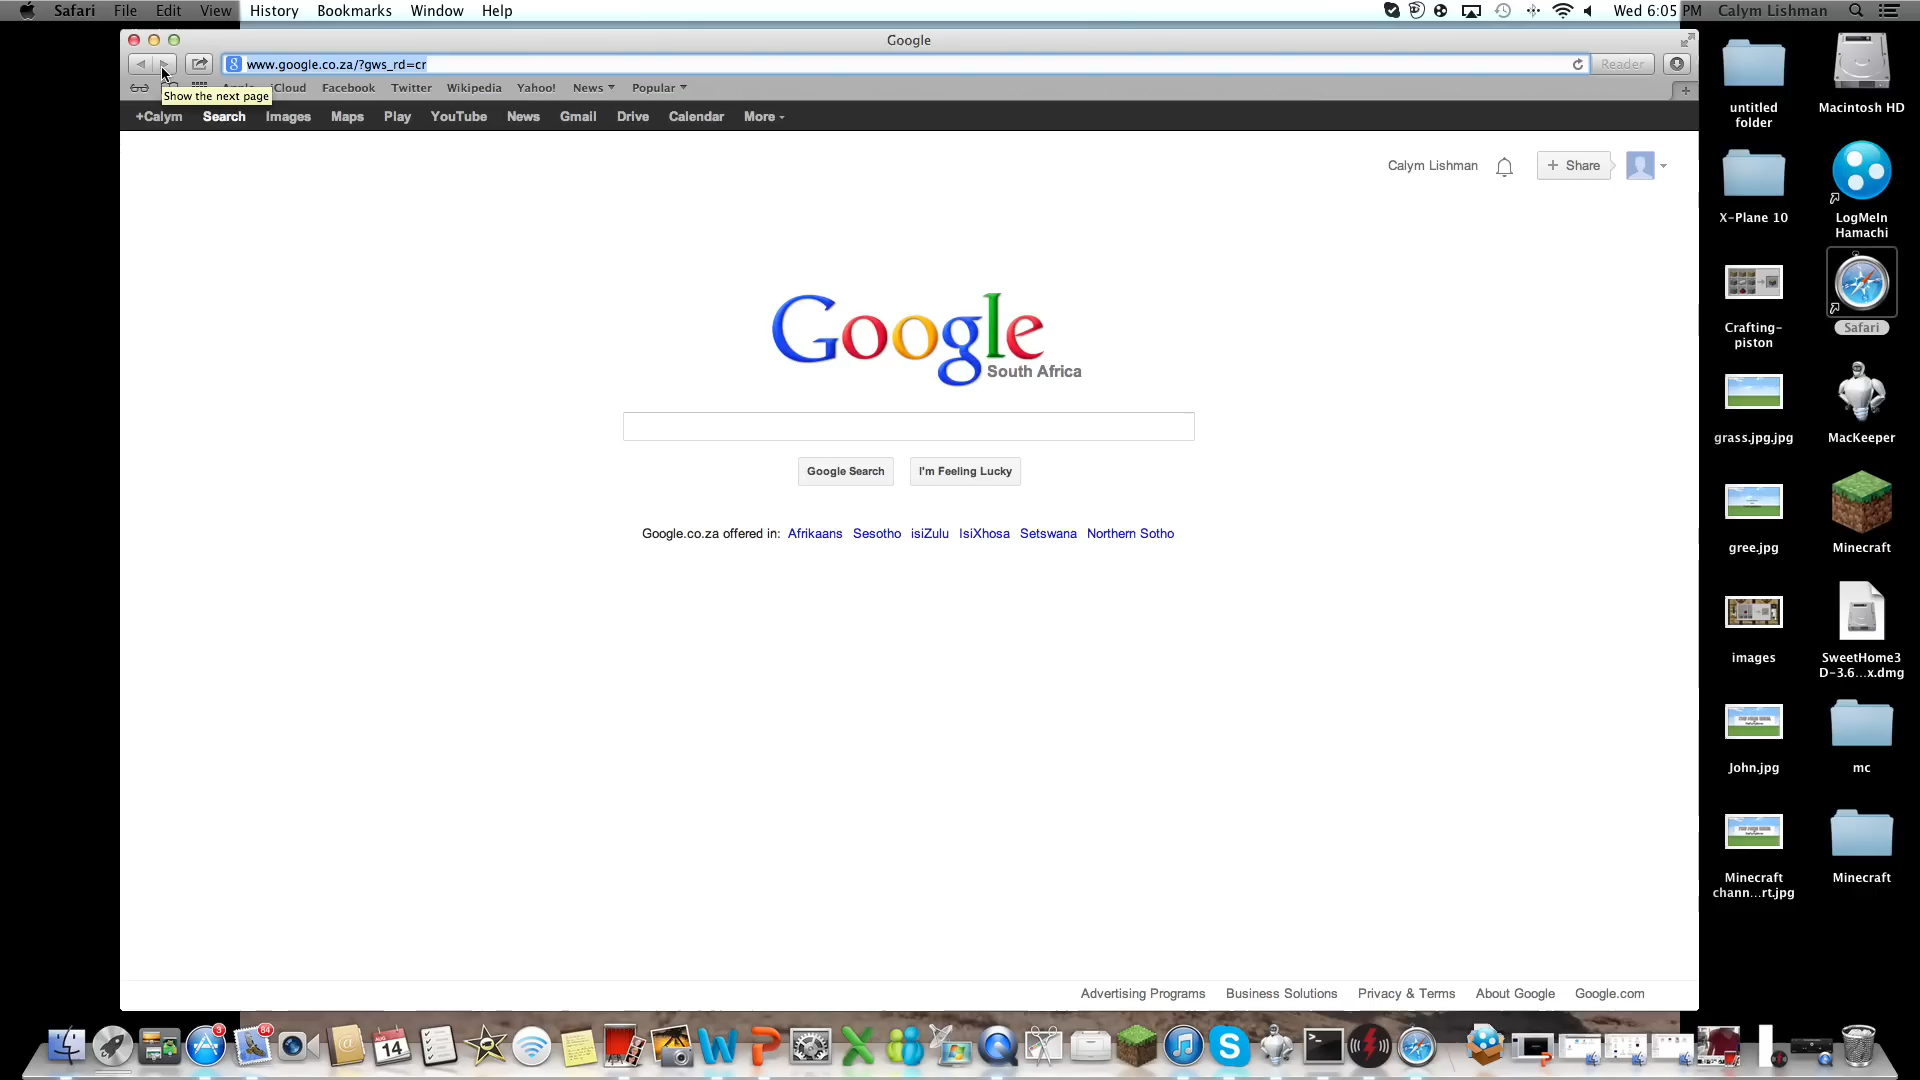 Safari File Edit View History Bookmarks Window Help Wed 6:05 PM Calym Lishman
Google
www.google.co.za/?gws_rd=cr Reader
iCloud Facebook Twitter Wikipedia Yahoo! News Popular
Show the next page
+Calym Search Images Maps Play YouTube News Gmail Drive Calendar More
Calym Lishman + Share
Google
South Africa
Google Search I'm Feeling Lucky
Google.co.za offered in: Afrikaans Sesotho isiZulu IsiXhosa Setswana Northern Sotho
Advertising Programs Business Solutions Privacy & Terms About Google Google.com
untitled
folder
Macintosh HD
X-Plane 10
LogMeIn
Hamachi
Crafting-
piston
Safari
grass.jpg.jpg
MacKeeper
gree.jpg
Minecraft
images
SweetHome3
D-3.6...x.dmg
John.jpg
mc
Minecraft
chann...rt.jpg
Minecraft
3
64
AUG
14